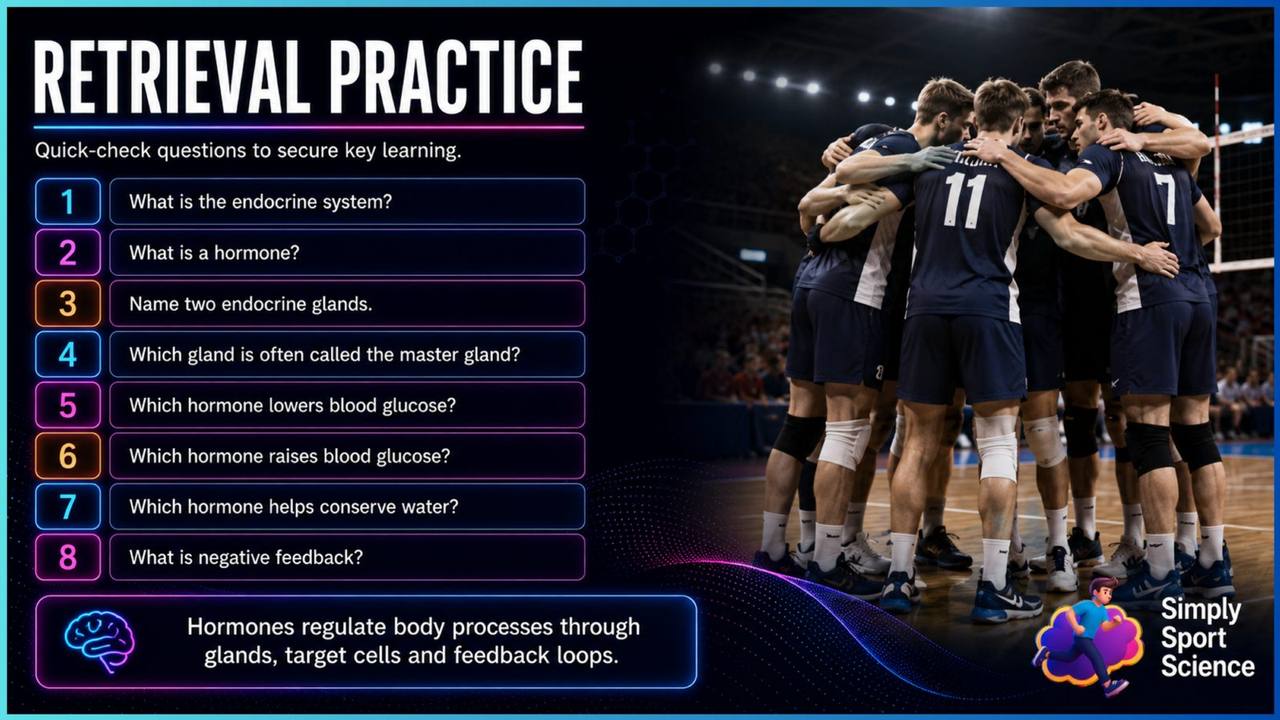 RETRIEVAL PRACTICE
Quick-check questions to secure key learning.
1 What is the endocrine system?
2 What is a hormone?
3 Name two endocrine glands.
4 Which gland is often called the master gland?
5 Which hormone lowers blood glucose?
6 Which hormone raises blood glucose?
7 Which hormone helps conserve water?
8 What is negative feedback?
Hormones regulate body processes through
glands, target cells and feedback loops.
11
7
Simply
Sport
Science